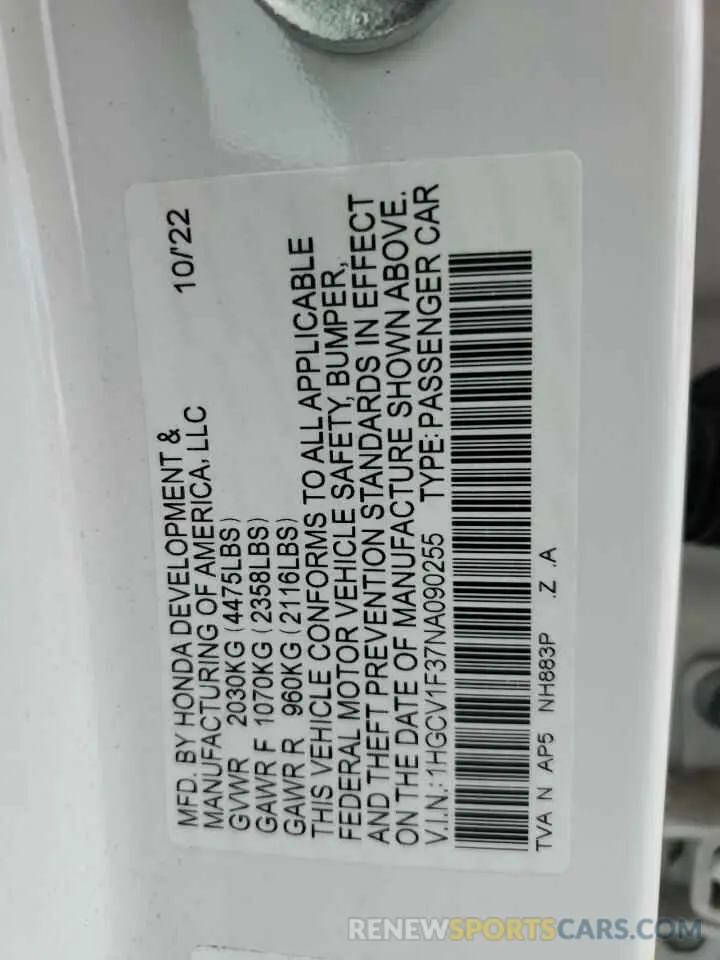 MFD. BY HONDA DEVELOPMENT & 10/'22
MANUFACTURING OF AMERICA, LLC
GVWR 2030KG (4475LBS)
GAWR F 1070KG (2358LBS)
GAWR R 960KG (2116LBS)
THIS VEHICLE CONFORMS TO ALL APPLICABLE
FEDERAL MOTOR VEHICLE SAFETY, BUMPER,
AND THEFT PREVENTION STANDARDS IN EFFECT
ON THE DATE OF MANUFACTURE SHOWN ABOVE.
V.I.N.: 1HGCV1F37NA090255 TYPE: PASSENGER CAR
TVA N AP5 NH883P .Z .A
RENEWSPORTSCARS.COM